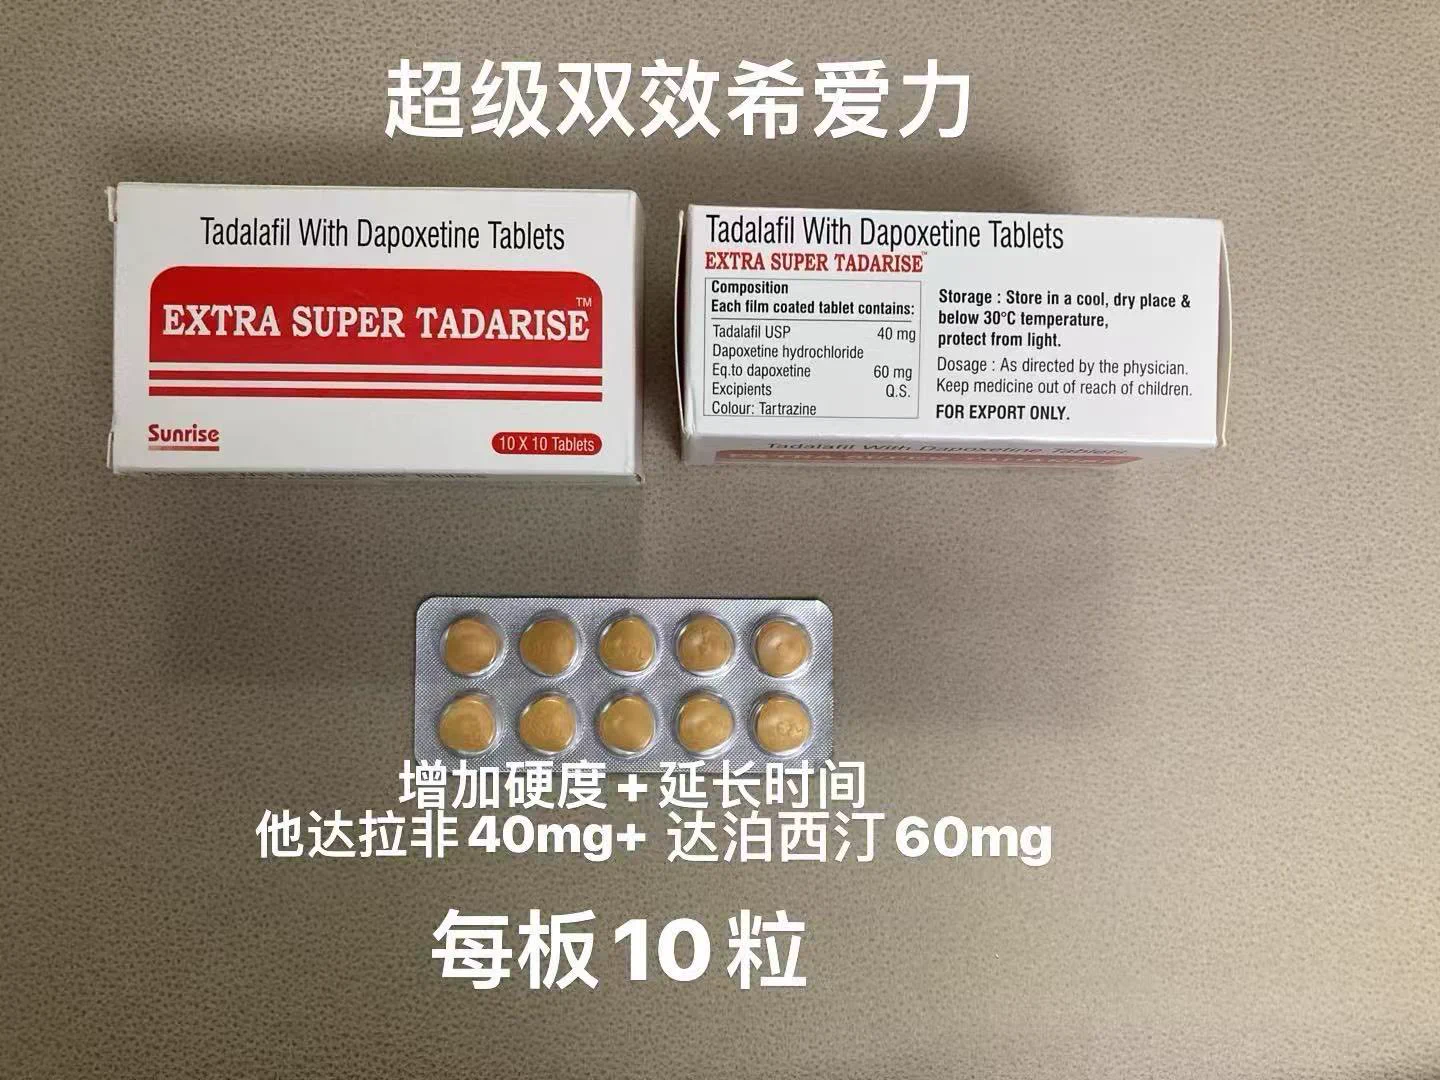 超级双效希爱力
Tadalafil With Dapoxetine Tablets
EXTRA SUPER TADARISE™
Sunrise
10 X 10 Tablets
Tadalafil With Dapoxetine Tablets
EXTRA SUPER TADARISE™
Composition
Each film coated tablet contains:
Tadalafil USP 40 mg
Dapoxetine hydrochloride
Eq.to dapoxetine 60 mg
Excipients Q.S.
Colour: Tartrazine
Storage : Store in a cool, dry place &
below 30°C temperature,
protect from light.
Dosage : As directed by the physician.
Keep medicine out of reach of children.
FOR EXPORT ONLY.
Tadalafil With Dapoxetine Tablets
EXTRA SUPER TADARISE
增加硬度+延长时间
他达拉非40mg+ 达泊西汀60mg
每板10粒